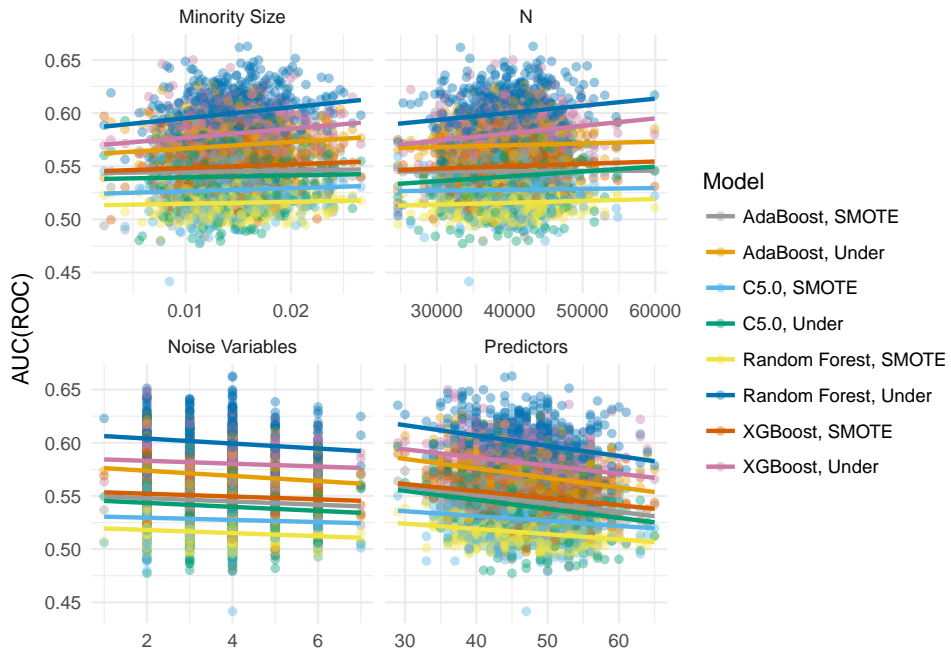 Minority Size
N
0.65
0.60
0.55
0.50
0.45
0.01
0.02
30000
40000
50000
60000
AUC(ROC)
Noise Variables
Predictors
0.65
0.60
0.55
0.50
0.45
2
4
6
30
40
50
60
Model
AdaBoost, SMOTE
AdaBoost, Under
C5.0, SMOTE
C5.0, Under
Random Forest, SMOTE
Random Forest, Under
XGBoost, SMOTE
XGBoost, Under